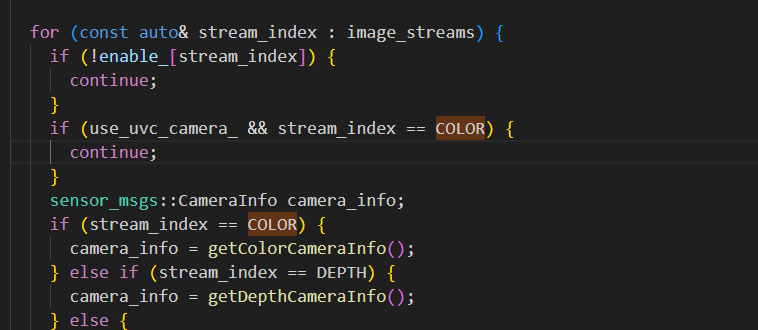 for (const auto& stream_index : image_streams) {
if (!enable_[stream_index]) {
continue;
}
if (use_uvc_camera_ && stream_index == COLOR) {
continue;
}
sensor_msgs::CameraInfo camera_info;
if (stream_index == COLOR) {
camera_info = getColorCameraInfo();
} else if (stream_index == DEPTH) {
camera_info = getDepthCameraInfo();
} else {